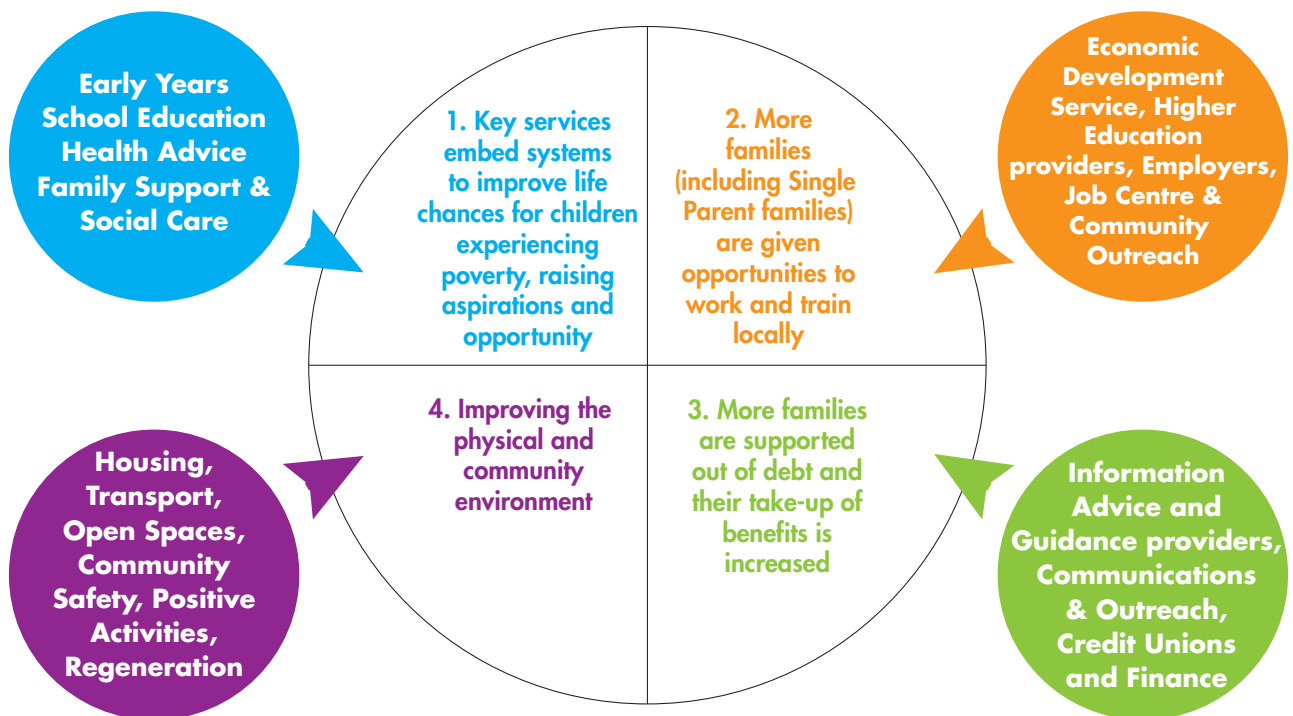 Early Years
School Education
Health Advice
Family Support &
Social Care
1. Key services
embed systems
to improve life
chances for children
experiencing
poverty, raising
aspirations and
opportunity
2. More
families
(including Single
Parent families)
are given
opportunities to
work and train
locally
Economic
Development
Service, Higher
Education
providers, Employers,
Job Centre &
Community
Outreach
Housing,
Transport,
Open Spaces,
Community
Safety, Positive
Activities,
Regeneration
4. Improving the
physical and
community
environment
3. More families
are supported
out of debt and
their take-up of
benefits is
increased
Information
Advice and
Guidance providers,
Communications
& Outreach,
Credit Unions
and Finance